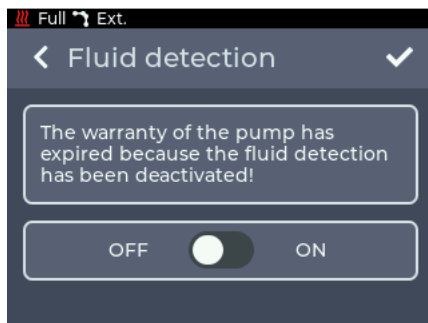 Full Ext.
Fluid detection
The warranty of the pump has
expired because the fluid detection
has been deactivated!
OFF ON